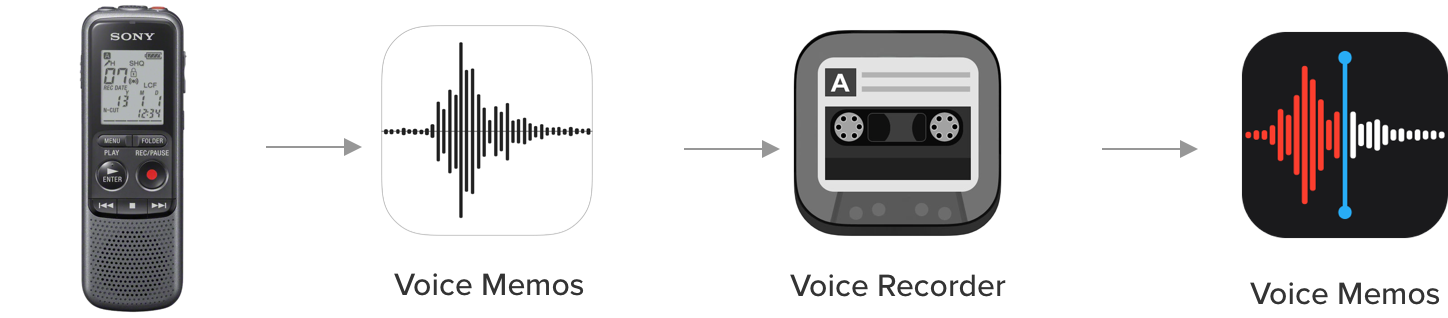 SONY
A
H SHQ
07
LCF
REC DATE Y M D
13 1 1
N-CUT 12:34
MENU FOLDER
PLAY REC/PAUSE
ENTER
Voice Memos
A
Voice Recorder
Voice Memos